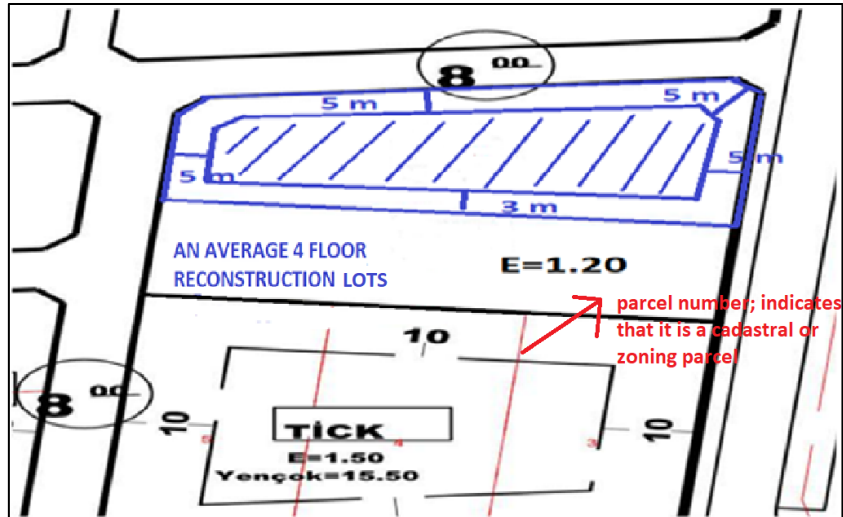 8 00
5 m
5 m
5 m
5 m
3 m
AN AVERAGE 4 FLOOR
RECONSTRUCTION LOTS
E=1.20
parcel number; indicates
that it is a cadastral or
zoning parcel
10
8 00
10
TİCK
10
E=1.50
Yençok=15.50